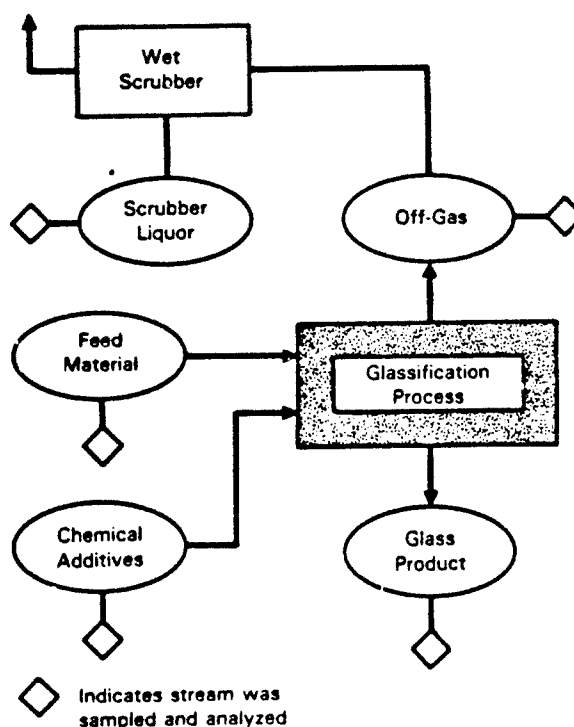 Wet
Scrubber
Scrubber
Liquor
Off-Gas
Feed
Material
Glassification
Process
Chemical
Additives
Glass
Product
Indicates stream was
sampled and analyzed